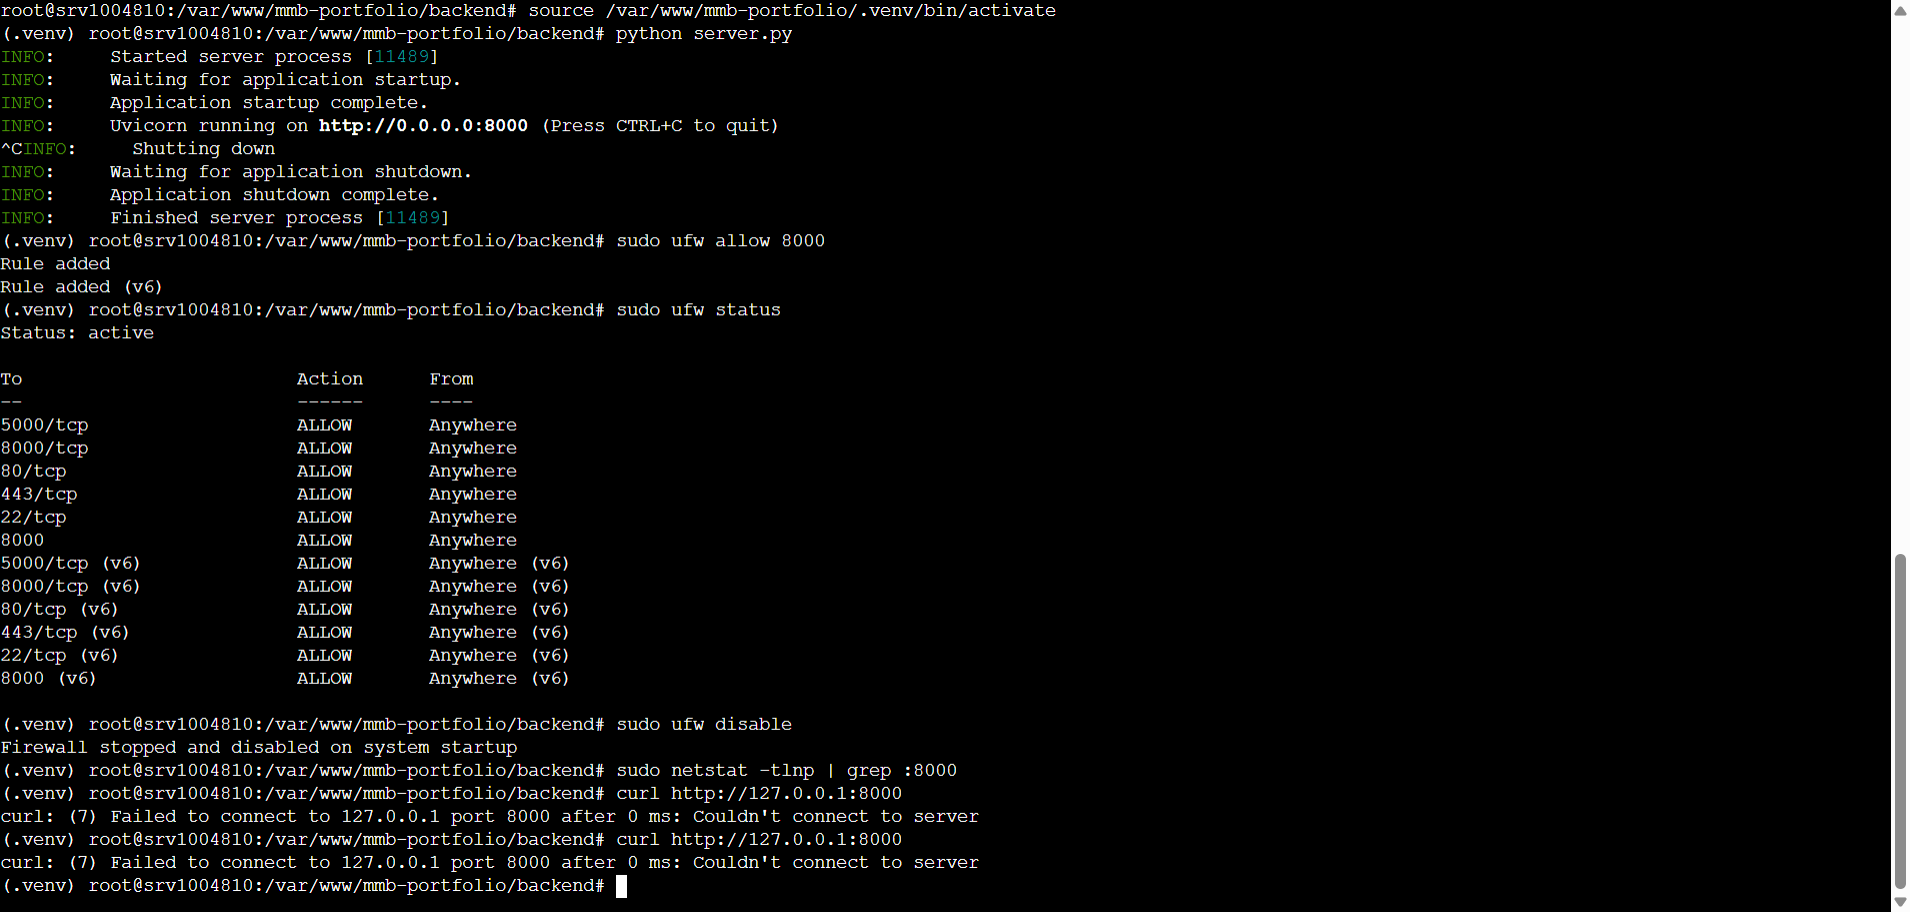 root@srv1004810:/var/www/mmb-portfolio/backend# source /var/www/mmb-portfolio/.venv/bin/activate
(.venv) root@srv1004810:/var/www/mmb-portfolio/backend# python server.py
INFO:     Started server process [11489]
INFO:     Waiting for application startup.
INFO:     Application startup complete.
INFO:     Uvicorn running on http://0.0.0.0:8000 (Press CTRL+C to quit)
^CINFO:     Shutting down
INFO:     Waiting for application shutdown.
INFO:     Application shutdown complete.
INFO:     Finished server process [11489]
(.venv) root@srv1004810:/var/www/mmb-portfolio/backend# sudo ufw allow 8000
Rule added
Rule added (v6)
(.venv) root@srv1004810:/var/www/mmb-portfolio/backend# sudo ufw status
Status: active
To                         Action      From
--                         ------      ----
5000/tcp                   ALLOW       Anywhere
8000/tcp                   ALLOW       Anywhere
80/tcp                     ALLOW       Anywhere
443/tcp                    ALLOW       Anywhere
22/tcp                     ALLOW       Anywhere
8000                       ALLOW       Anywhere
5000/tcp (v6)              ALLOW       Anywhere (v6)
8000/tcp (v6)              ALLOW       Anywhere (v6)
80/tcp (v6)                ALLOW       Anywhere (v6)
443/tcp (v6)               ALLOW       Anywhere (v6)
22/tcp (v6)                ALLOW       Anywhere (v6)
8000 (v6)                  ALLOW       Anywhere (v6)
(.venv) root@srv1004810:/var/www/mmb-portfolio/backend# sudo ufw disable
Firewall stopped and disabled on system startup
(.venv) root@srv1004810:/var/www/mmb-portfolio/backend# sudo netstat -tlnp | grep :8000
(.venv) root@srv1004810:/var/www/mmb-portfolio/backend# curl http://127.0.0.1:8000
curl: (7) Failed to connect to 127.0.0.1 port 8000 after 0 ms: Couldn't connect to server
(.venv) root@srv1004810:/var/www/mmb-portfolio/backend# curl http://127.0.0.1:8000
curl: (7) Failed to connect to 127.0.0.1 port 8000 after 0 ms: Couldn't connect to server
(.venv) root@srv1004810:/var/www/mmb-portfolio/backend#